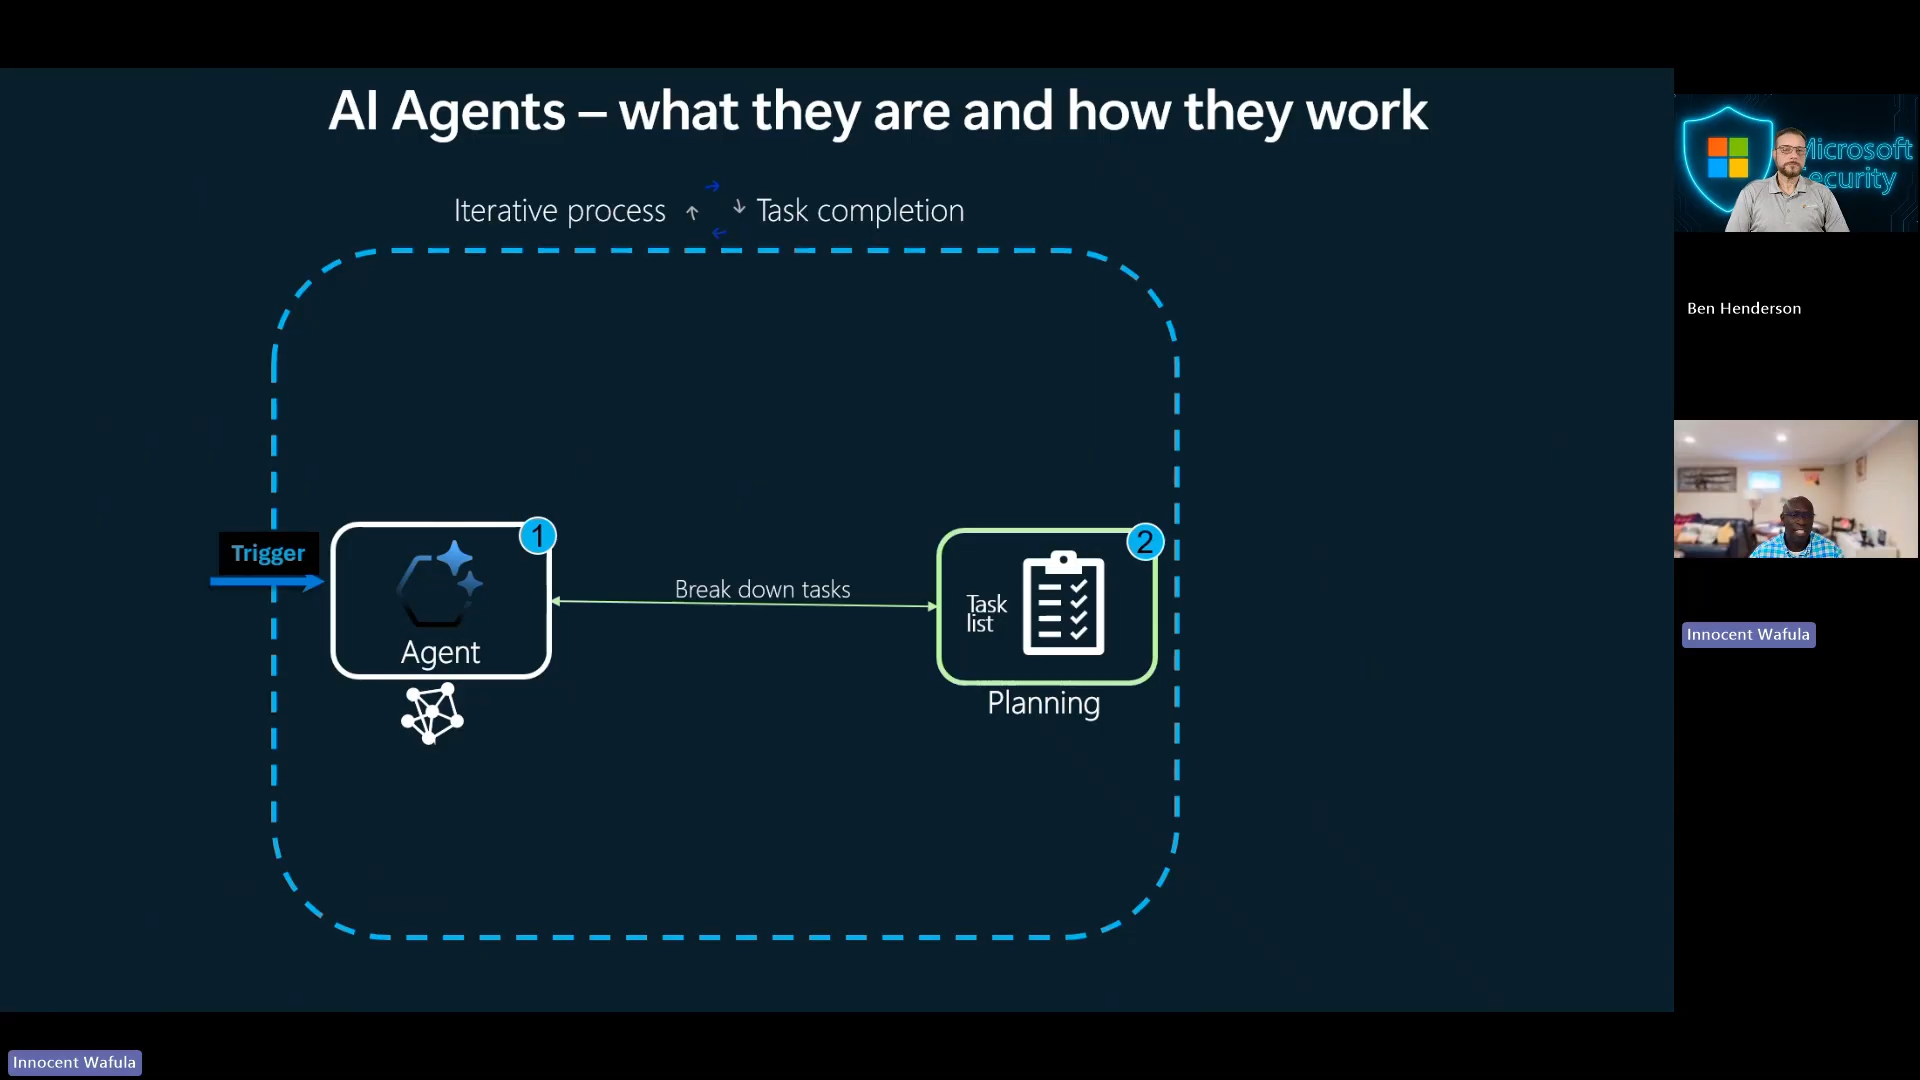 AI Agents – what they are and how they work
Iterative process
Task completion
Trigger
1
Agent
Break down tasks
2
Task
list
Planning
Microsoft
Security
Ben Henderson
Innocent Wafula
Innocent Wafula